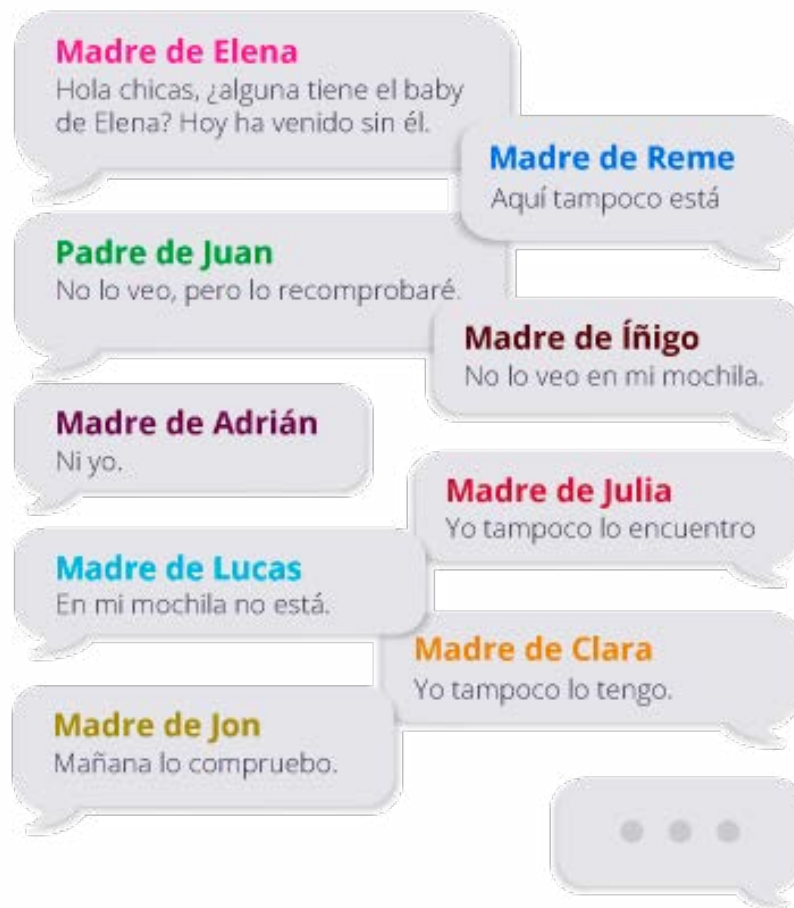 Madre de Elena
Hola chicas, ¿alguna tiene el baby
de Elena? Hoy ha venido sin él.
Madre de Reme
Aquí tampoco está
Padre de Juan
No lo veo, pero lo recomprobaré.
Madre de Íñigo
No lo veo en mi mochila.
Madre de Adrián
Ni yo.
Madre de Julia
Yo tampoco lo encuentro
Madre de Lucas
En mi mochila no está.
Madre de Clara
Yo tampoco lo tengo.
Madre de Jon
Mañana lo compruebo.